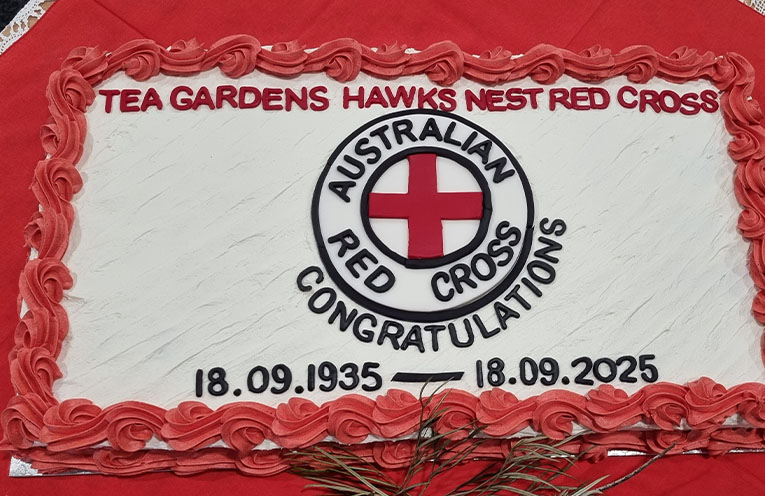 TEA GARDENS HAWKS NEST RED CROSS
AUSTRALIAN
RED CROSS
CONGRATULATIONS
18.09.1935 — 18.09.2025